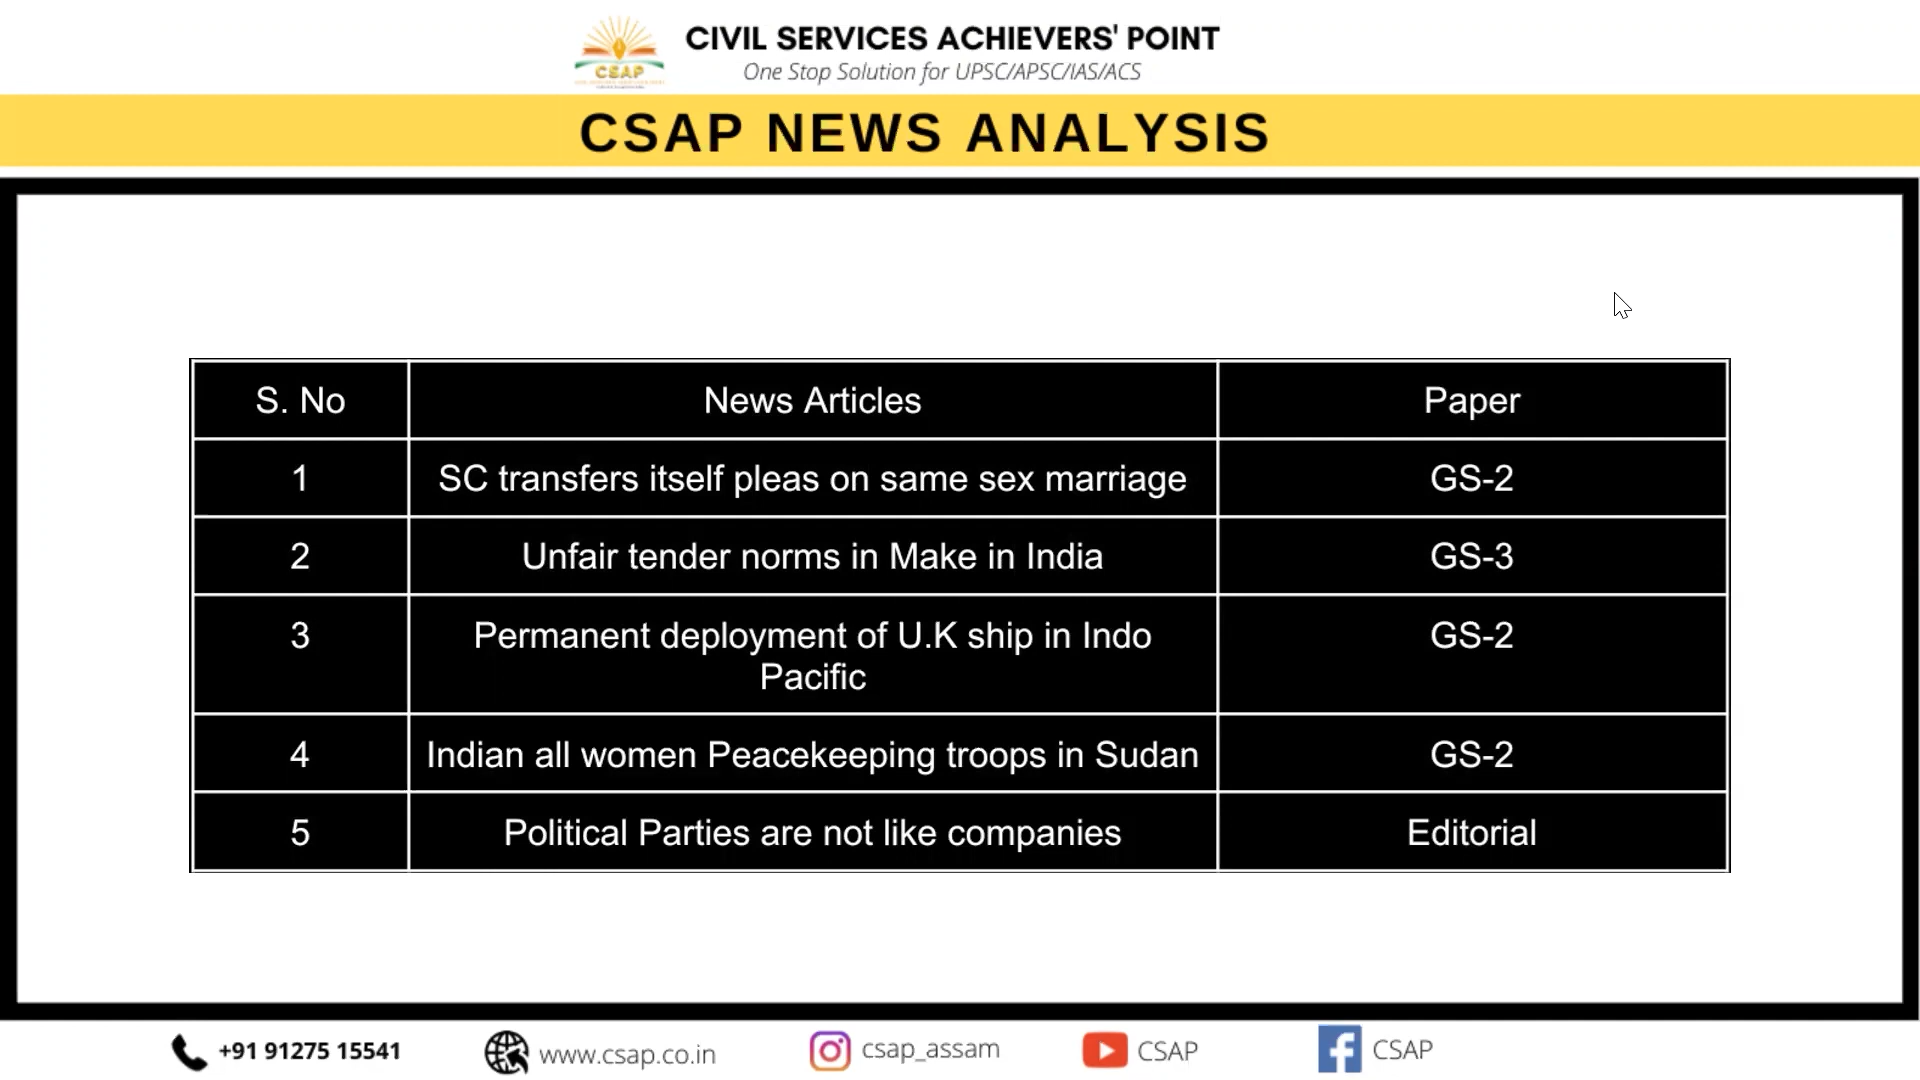 CSAP
CIVIL SERVICES ACHIEVERS' POINT
One Stop Solution for UPSC/APSC/IAS/ACS
CSAP NEWS ANALYSIS
S. No News Articles Paper
1 SC transfers itself pleas on same sex marriage GS-2
2 Unfair tender norms in Make in India GS-3
3 Permanent deployment of U.K ship in Indo GS-2
Pacific
4 Indian all women Peacekeeping troops in Sudan GS-2
5 Political Parties are not like companies Editorial
+91 91275 15541 www.csap.co.in csap_assam CSAP CSAP